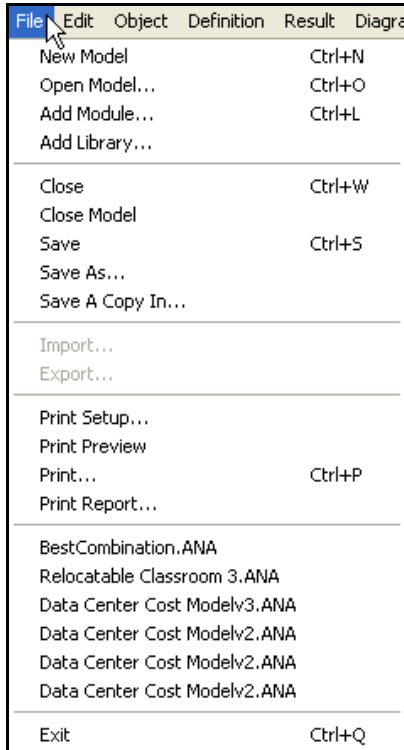 File Edit Object Definition Result Diagra
New Model Ctrl+N
Open Model... Ctrl+O
Add Module... Ctrl+L
Add Library...
Close Ctrl+W
Close Model
Save Ctrl+S
Save As...
Save A Copy In...
Import...
Export...
Print Setup...
Print Preview
Print... Ctrl+P
Print Report...
BestCombination.ANA
Relocatable Classroom 3.ANA
Data Center Cost Modelv3.ANA
Data Center Cost Modelv2.ANA
Data Center Cost Modelv2.ANA
Data Center Cost Modelv2.ANA
Exit Ctrl+Q